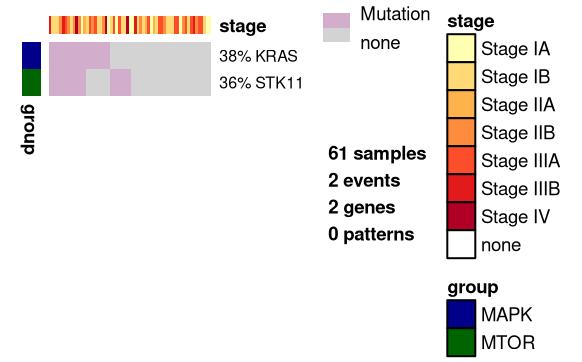 stage
38% KRAS
36% STK11
group
Mutation
none
61 samples
2 events
2 genes
0 patterns
stage
Stage IA
Stage IB
Stage IIA
Stage IIB
Stage IIIA
Stage IIIB
Stage IV
none
group
MAPK
MTOR